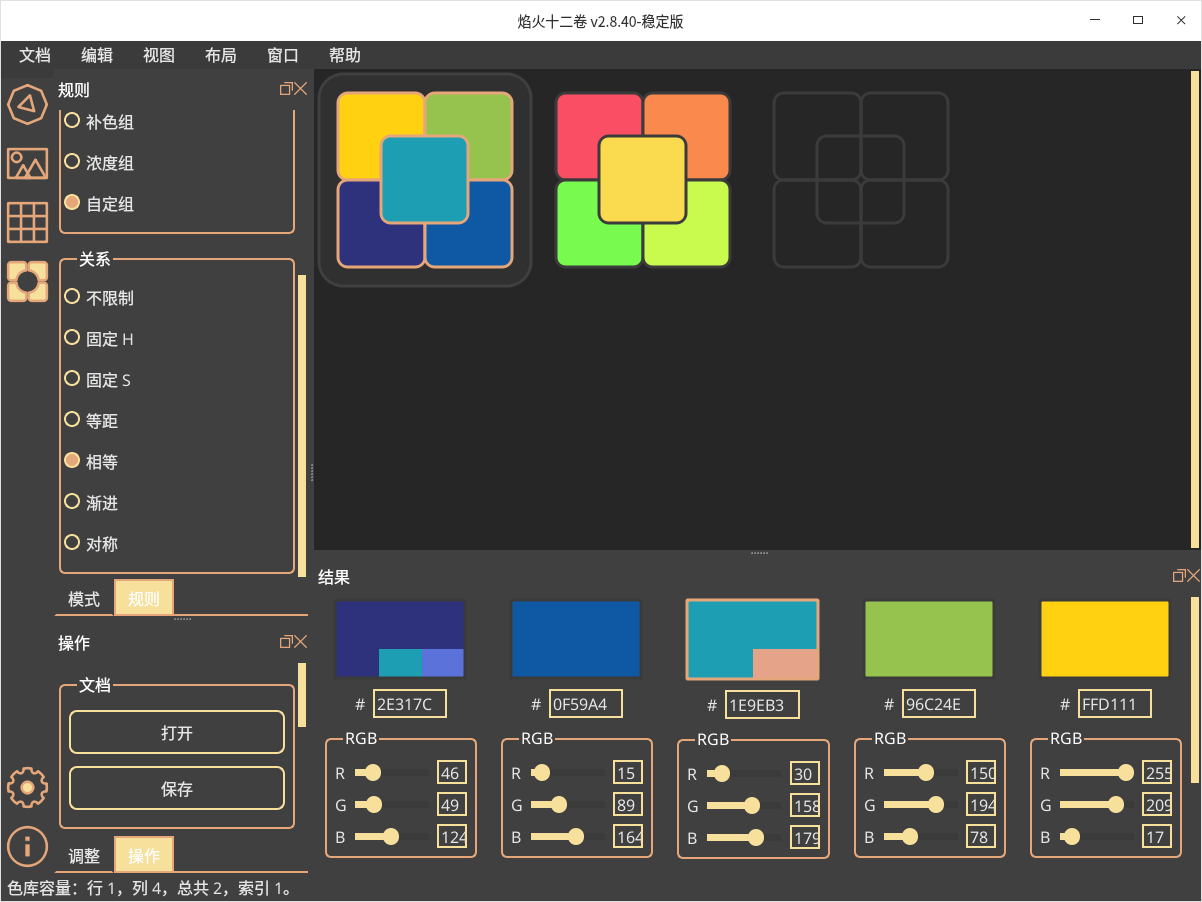 焰火十二卷 v2.8.40-稳定版
文档 编辑 视图 布局 窗口 帮助
规则
补色组
浓度组
自定组
关系
不限制
固定 H
固定 S
等距
相等
渐进
对称
模式 规则
操作
文档
打开
保存
调整 操作
结果
# 2E317C # 0F59A4 # 1E9EB3 # 96C24E # FFD111
RGB RGB RGB RGB RGB
R 46 R 15 R 30 R 150 R 255
G 49 G 89 G 158 G 194 G 209
B 124 B 164 B 179 B 78 B 17
色库容量：行 1，列 4，总共 2，索引 1。